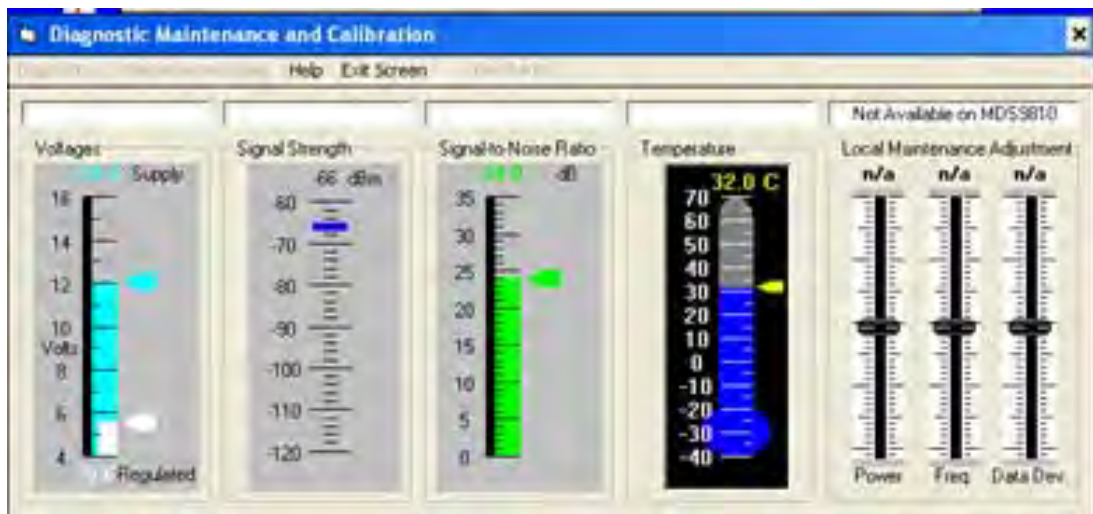 Diagnostic Maintenance and Calibration
Help Exit Screen
Not Available on MDS9810
Voltages
Supply
16
14
12
10
Volts
8
6
4
Regulated
Signal Strength
-66 dBm
-60
-70
-80
-90
-100
-110
-120
Signal-to-Noise Ratio
dB
35
30
25
20
15
10
5
0
Temperature
32.0 C
70
60
50
40
30
20
10
0
-10
-20
-30
-40
Local Maintenance Adjustment
n/a n/a n/a
Power Freq Data Dev